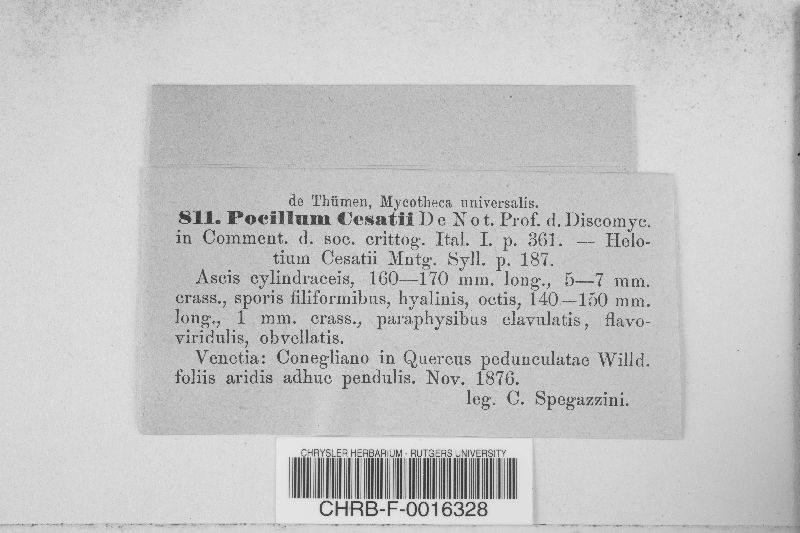 de Thümen, Mycotheca universalis.
811. Pocillum Cesatii De Not. Prof. d. Discomyc.
in Comment. d. soc. crittog. Ital. I. p. 361. — Helo-
tium Cesatii Mntg. Syll. p. 187.
Ascis cylindraceis, 160—170 mm. long., 5—7 mm.
crass., sporis filiformibus, hyalinis, octis, 140—150 mm.
long., 1 mm. crass., paraphysibus clavulatis, flavo-
viridulis, obvellatis.
Venetia: Conegliano in Quercus pedunculatae Willd.
foliis aridis adhuc pendulis. Nov. 1876.
leg. C. Spegazzini.
CHRYSLER HERBARIUM - RUTGERS UNIVERSITY
CHRB-F-0016328